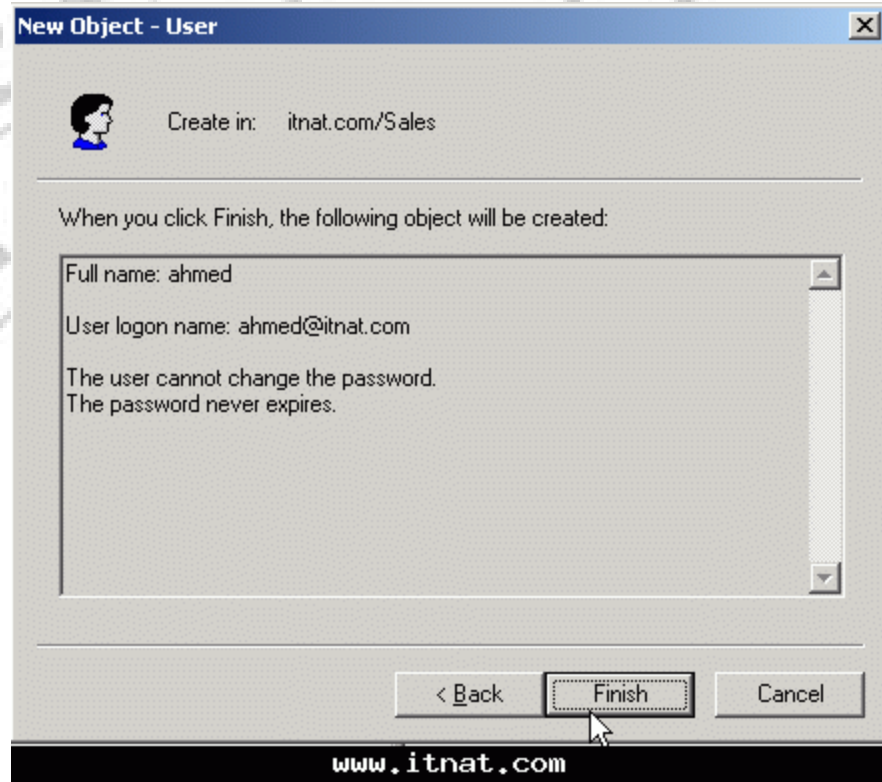 New Object - User
Create in: itnat.com/Sales
When you click Finish, the following object will be created:
Full name: ahmed
User logon name: ahmed@itnat.com
The user cannot change the password.
The password never expires.
< Back
Finish
Cancel
www.itnat.com